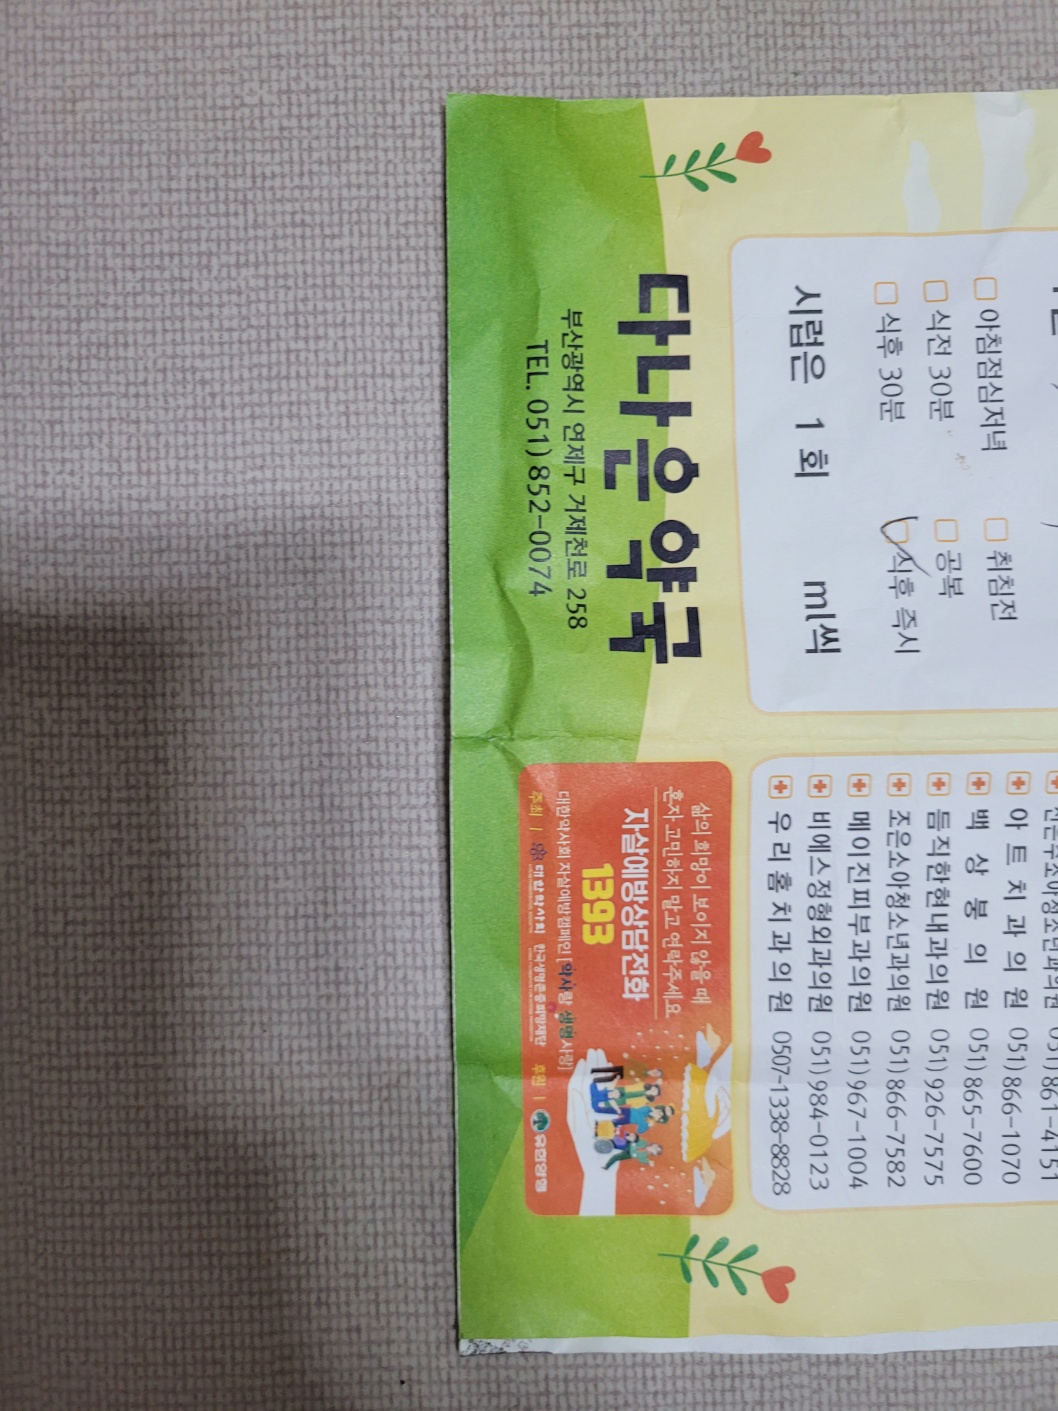 □ 아침점심저녁 □ 취침전
□ 식전 30분 □ 공복
□ 식후 30분 □ 식후 즉시
시럽은 1 회 ml씩
다나은 약국
부산광역시 연제구 거제천로 258
TEL. 051) 852-0074
051) 861-4151
아트치과의원 051) 866-1070
백상봉의원 051) 865-7600
듬직한현내과의원 051) 926-7575
조은소아청소년과의원 051) 866-7582
메이진피부과의원 051) 967-1004
비에스정형외과의원 051) 984-0123
우리홈치과의원 0507-1338-8828
삶의 희망이 보이지 않을 때
혼자 고민하지 말고 연락주세요
자살예방상담전화
1393
대한약사회 자살예방캠페인 [약사랑 생명사랑]
주최 | 대한약사회 한국생명존중희망재단 후원 | 유한양행